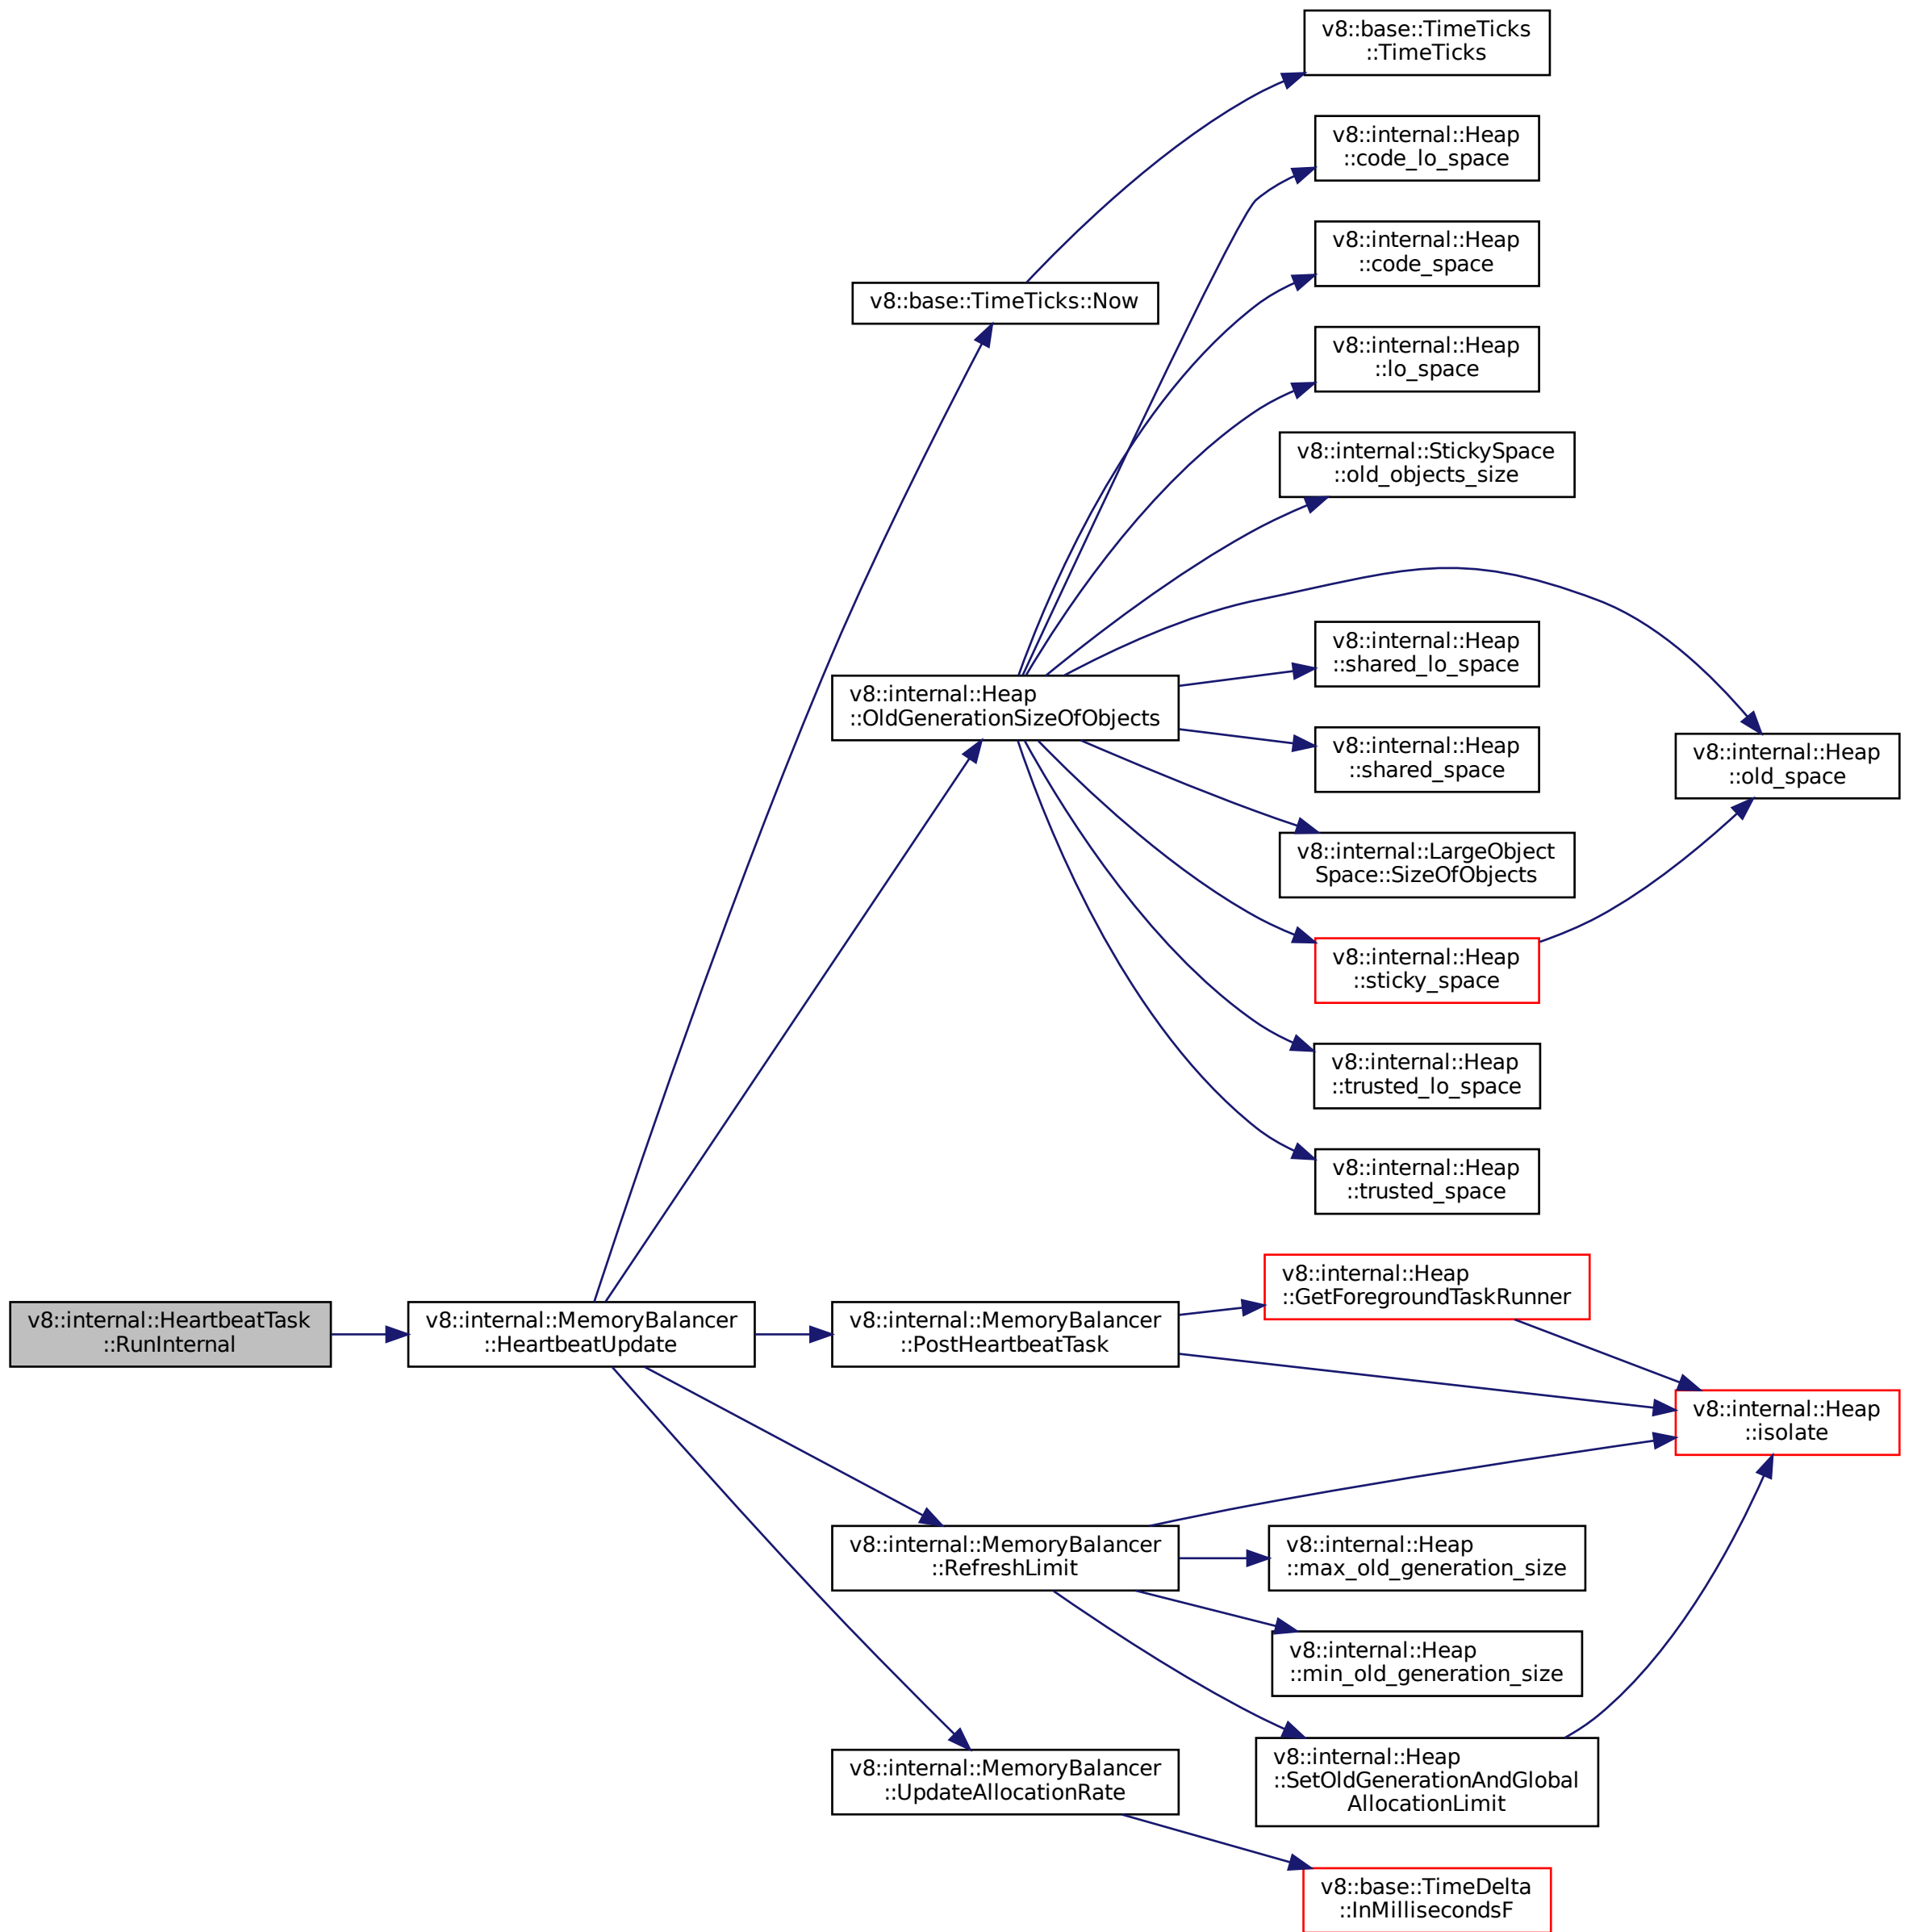 v8::base::TimeTicks
::TimeTicks
v8::internal::Heap
::code_lo_space
v8::internal::Heap
::code_space
v8::base::TimeTicks::Now
v8::internal::Heap
::lo_space
v8::internal::StickySpace
::old_objects_size
v8::internal::Heap
::shared_lo_space
v8::internal::Heap
::OldGenerationSizeOfObjects
v8::internal::Heap
::shared_space
v8::internal::Heap
::old_space
v8::internal::LargeObject
Space::SizeOfObjects
v8::internal::Heap
::sticky_space
v8::internal::Heap
::trusted_lo_space
v8::internal::Heap
::trusted_space
v8::internal::Heap
::GetForegroundTaskRunner
v8::internal::HeartbeatTask
::RunInternal
v8::internal::MemoryBalancer
::HeartbeatUpdate
v8::internal::MemoryBalancer
::PostHeartbeatTask
v8::internal::Heap
::isolate
v8::internal::MemoryBalancer
::RefreshLimit
v8::internal::Heap
::max_old_generation_size
v8::internal::Heap
::min_old_generation_size
v8::internal::MemoryBalancer
::UpdateAllocationRate
v8::internal::Heap
::SetOldGenerationAndGlobal
AllocationLimit
v8::base::TimeDelta
::InMillisecondsF